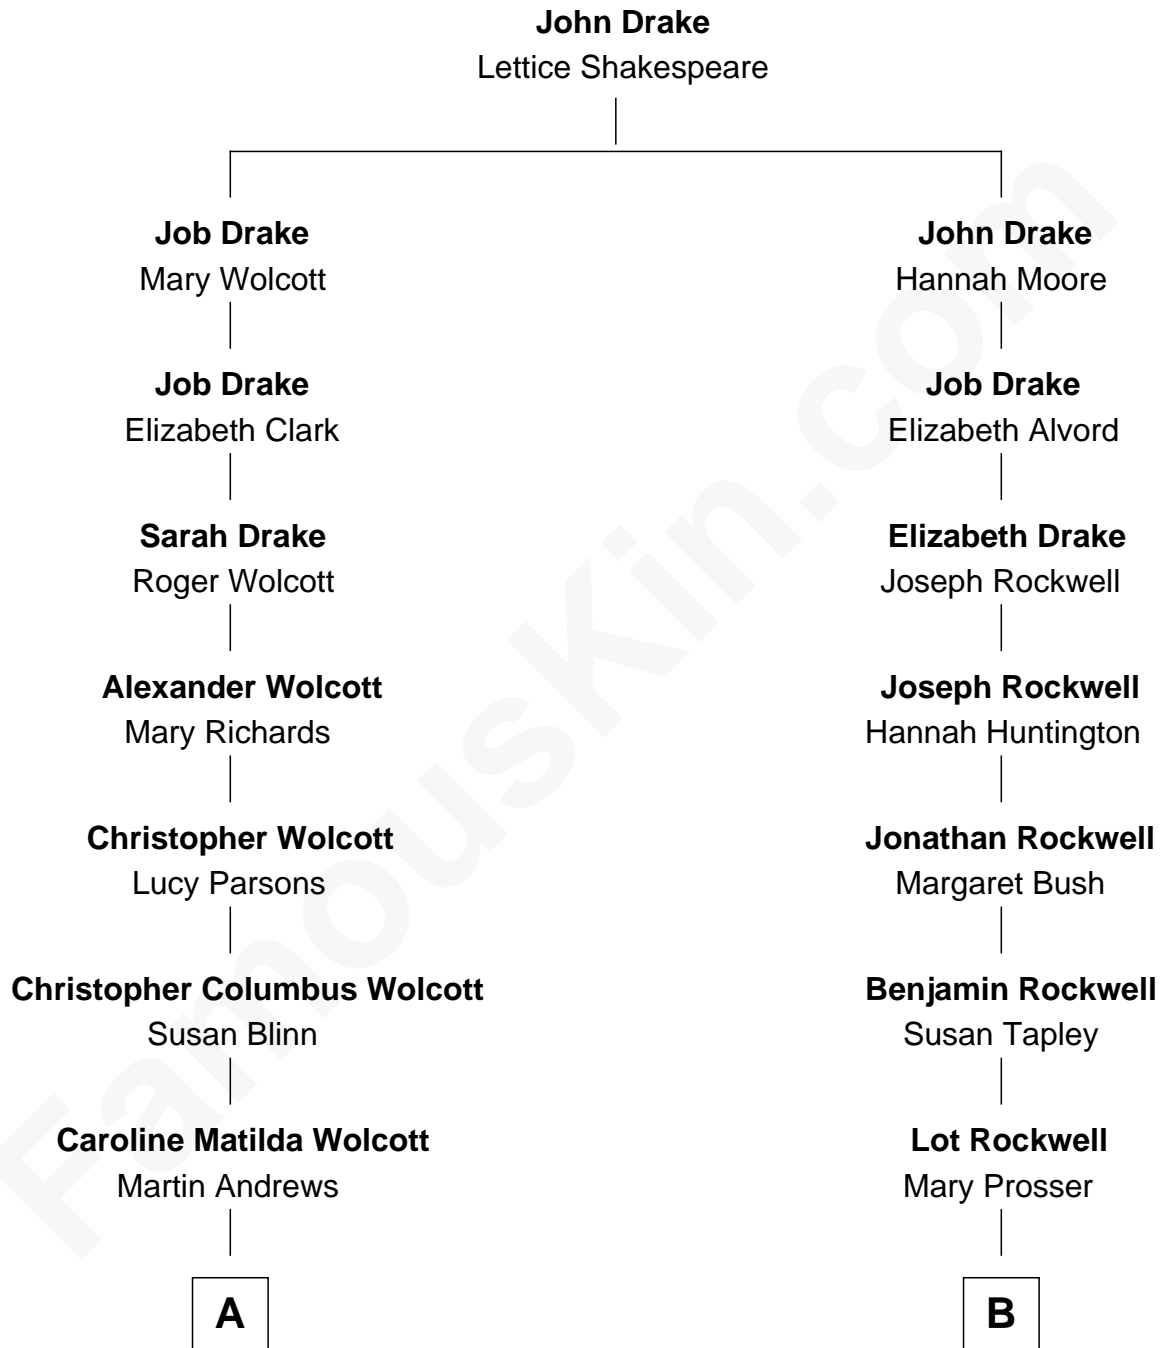 John Drake
Lettice Shakespeare
Job Drake
Mary Wolcott
John Drake
Hannah Moore
Job Drake
Elizabeth Clark
Job Drake
Elizabeth Alvord
Sarah Drake
Roger Wolcott
Elizabeth Drake
Joseph Rockwell
Alexander Wolcott
Mary Richards
Joseph Rockwell
Hannah Huntington
Christopher Wolcott
Lucy Parsons
Jonathan Rockwell
Margaret Bush
Christopher Columbus Wolcott
Susan Blinn
Benjamin Rockwell
Susan Tapley
Caroline Matilda Wolcott
Martin Andrews
Lot Rockwell
Mary Prosser
A
B
FamousKin.com